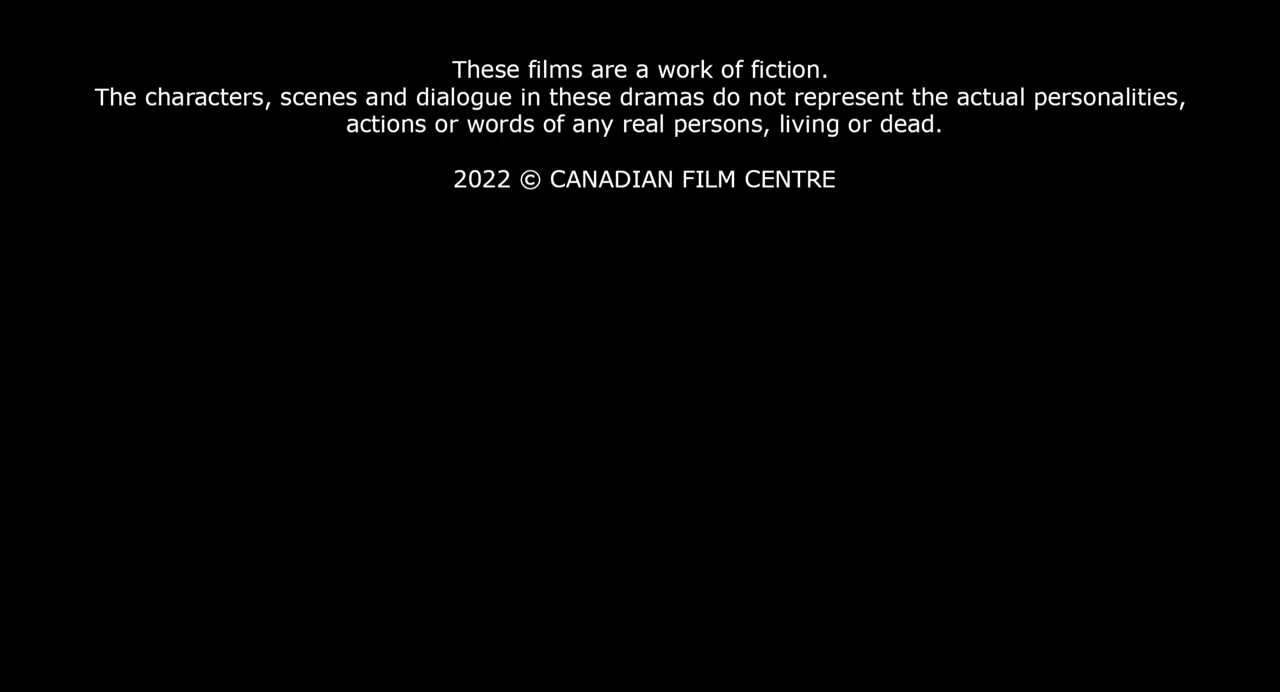 These films are a work of fiction.
The characters, scenes and dialogue in these dramas do not represent the actual personalities,
actions or words of any real persons, living or dead.
2022 © CANADIAN FILM CENTRE